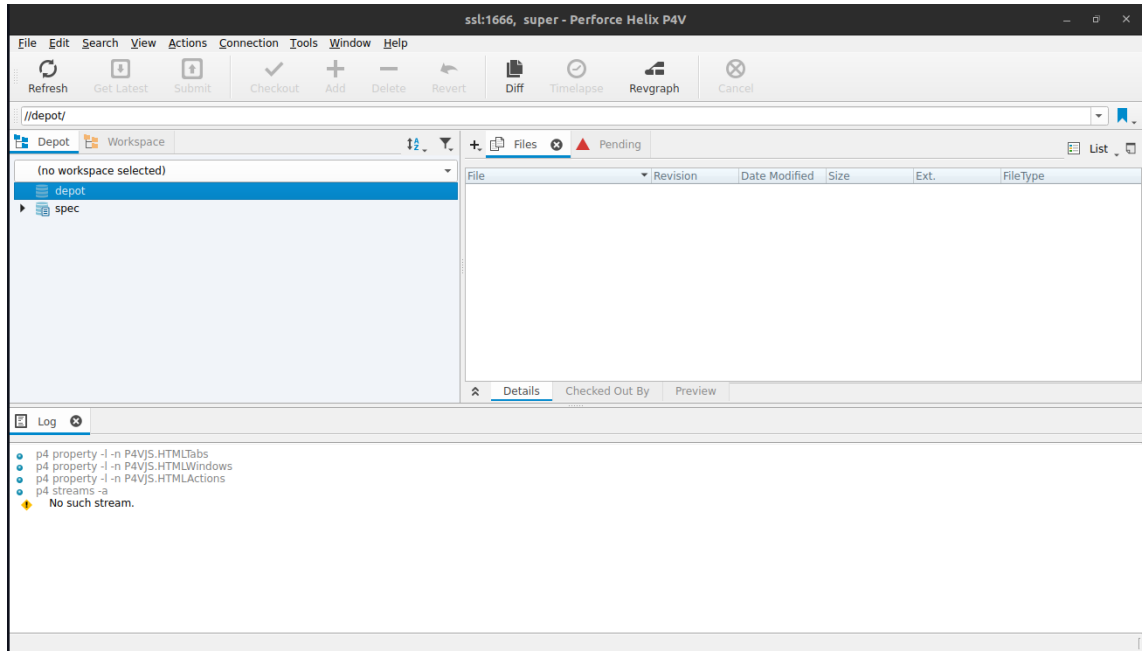 ssl:1666, super - Perforce Helix P4V
File Edit Search View Actions Connection Tools Window Help
Refresh Get Latest Submit Checkout Add Delete Revert Diff Timelapse Revgraph Cancel
//depot/
Depot Workspace
Files Pending List
(no workspace selected)
File Revision Date Modified Size Ext. FileType
depot
spec
Details Checked Out By Preview
Log
p4 property -l -n P4VJS.HTMLTabs
p4 property -l -n P4VJS.HTMLWindows
p4 property -l -n P4VJS.HTMLActions
p4 streams -a
No such stream.